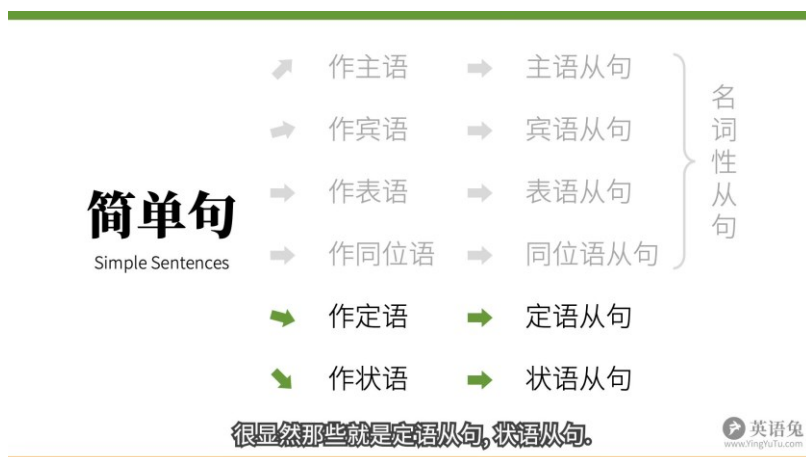 作主语 主语从句
作宾语 宾语从句
作表语 表语从句
作同位语 同位语从句
名词性从句
简单句
Simple Sentences
作定语 定语从句
作状语 状语从句
很显然那些就是定语从句, 状语从句.
英语兔
www.YingYuTu.com